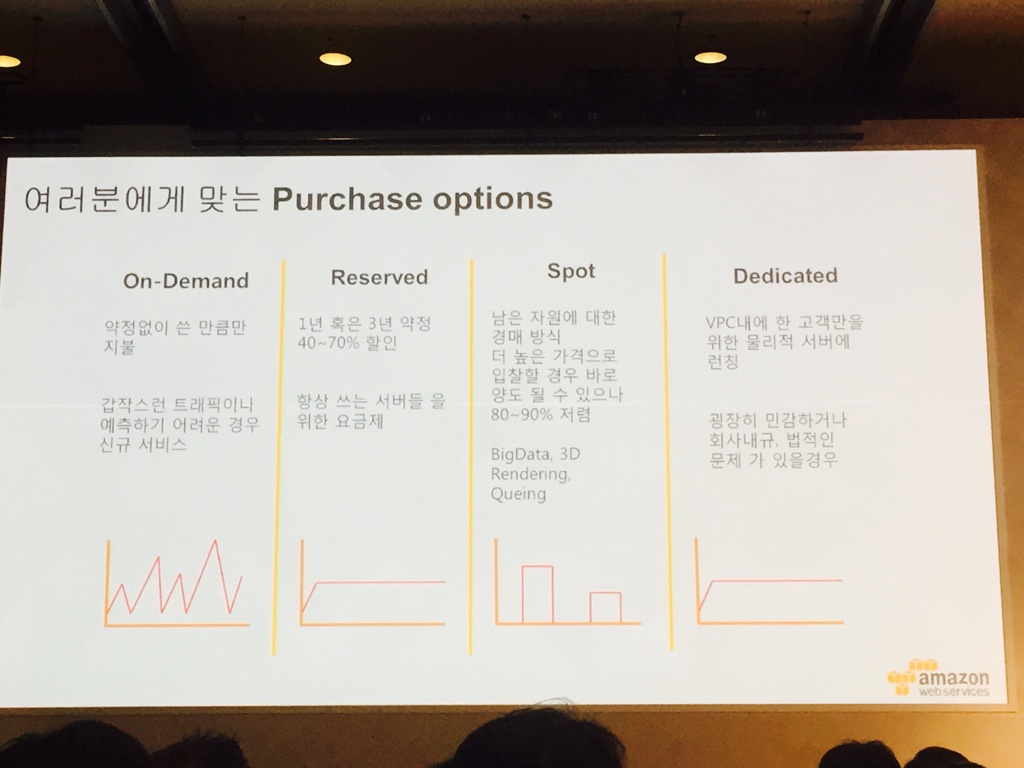 여러분에게 맞는 Purchase options
On-Demand
약정없이 쓴 만큼만
지불
갑작스런 트래픽이나
예측하기 어려운 경우
신규 서비스
Reserved
1년 혹은 3년 약정
40~70% 할인
항상 쓰는 서버들 을
위한 요금제
Spot
남은 자원에 대한
경매 방식
더 높은 가격으로
입찰할 경우 바로
양도 될 수 있으나
80~90% 저렴
BigData, 3D
Rendering,
Queing
Dedicated
VPC내에 한 고객만을
위한 물리적 서버에
런칭
굉장히 민감하거나
회사내규, 법적인
문제 가 있을경우
amazon
web services